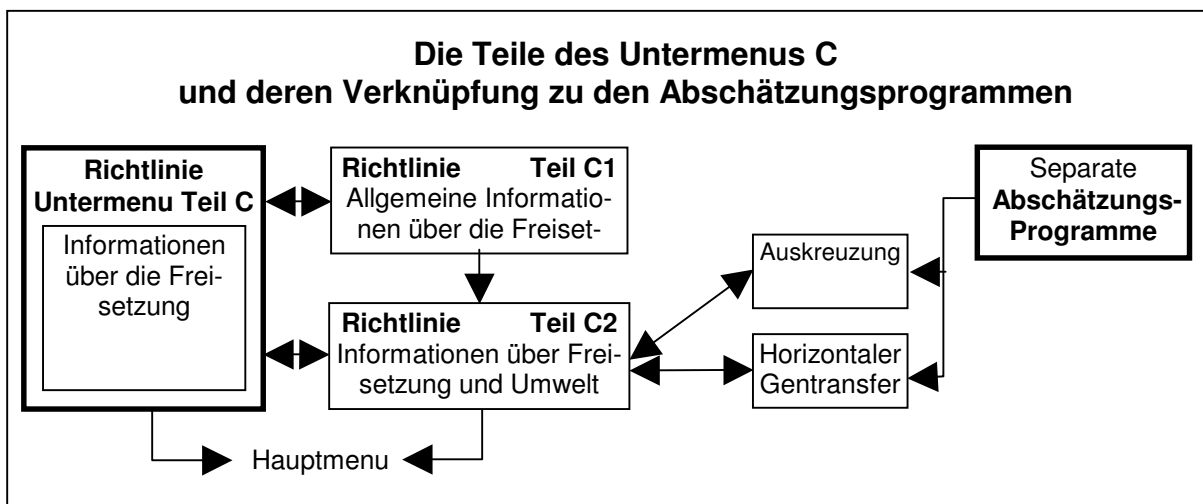 Die Teile des Untermenus C
und deren Verknüpfung zu den Abschätzungsprogrammen
Richtlinie
Untermenu Teil C
Informationen
über die Frei-
setzung
Richtlinie Teil C1
Allgemeine Informatio-
nen über die Freiset-
Richtlinie Teil C2
Informationen über Frei-
setzung und Umwelt
Auskreuzung
Horizontaler
Gentransfer
Separate
Abschätzungs-
Programme
Hauptmenu